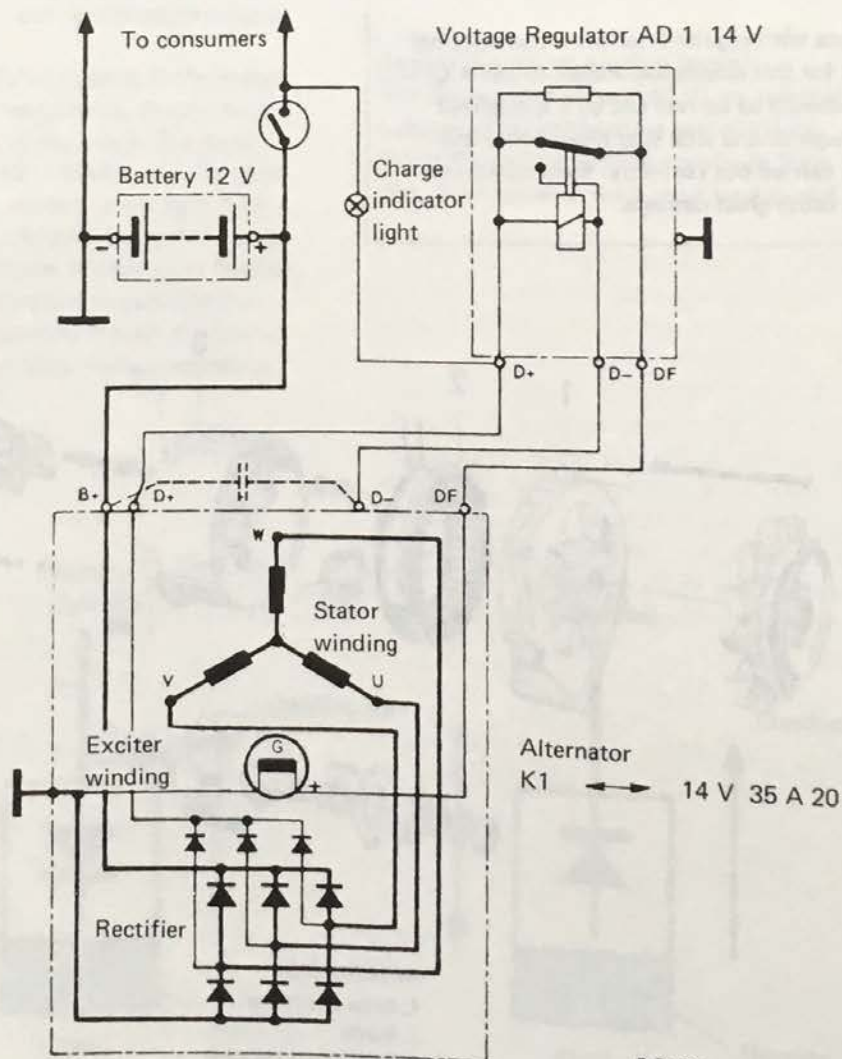 To consumers
Voltage Regulator AD 1 14 V
Battery 12 V
Charge
indicator
light
-
+
D+
D-
DF
B+
D+
D-
DF
W
Stator
winding
V
U
Exciter
winding
G
+
Alternator
K1
14 V 35 A 20
Rectifier